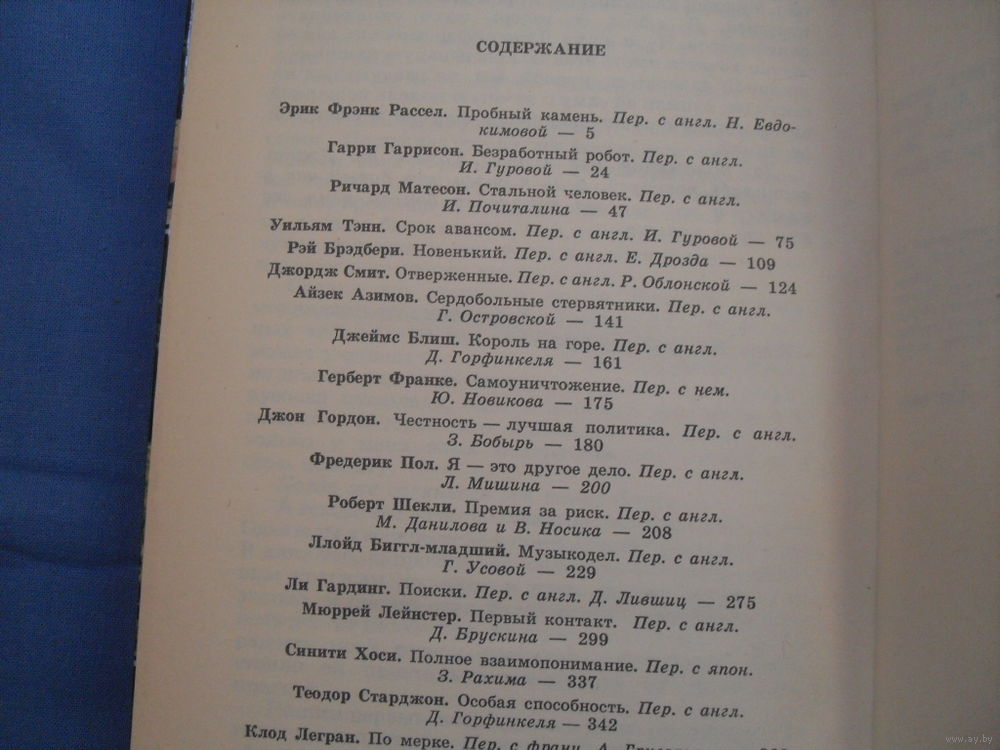 СОДЕРЖАНИЕ
Эрик Фрэнк Рассел. Пробный камень. Пер. с англ. Н. Евдо-
кимовой — 5
Гарри Гаррисон. Безработный робот. Пер. с англ.
И. Гуровой — 24
Ричард Матесон. Стальной человек. Пер. с англ.
И. Почиталина — 47
Уильям Тэнн. Срок авансом. Пер. с англ. И. Гуровой — 75
Рэй Брэдбери. Новенький. Пер. с англ. Е. Дрозда — 109
Джордж Смит. Отверженные. Пер. с англ. Р. Облонской — 124
Айзек Азимов. Сердобольные стервятники. Пер. с англ.
Г. Островской — 141
Джеймс Блиш. Король на горе. Пер. с англ.
Д. Горфинкеля — 161
Герберт Франке. Самоуничтожение. Пер. с нем.
Ю. Новикова — 175
Джон Гордон. Честность — лучшая политика. Пер. с англ.
З. Бобырь — 180
Фредерик Пол. Я — это другое дело. Пер. с англ.
Л. Мишина — 200
Роберт Шекли. Премия за риск. Пер. с англ.
М. Данилова и В. Носика — 208
Ллойд Биггл-младший. Музыкодел. Пер. с англ.
Г. Усовой — 229
Ли Гардинг. Поиски. Пер. с англ. Д. Лившиц — 275
Мюррей Лейнстер. Первый контакт. Пер. с англ.
Д. Брускина — 299
Синити Хоси. Полное взаимопонимание. Пер. с япон.
З. Рахима — 337
Теодор Старджон. Особая способность. Пер. с англ.
Д. Горфинкеля — 342
Клод Легран. По мерке. Пер. с франц. А.
www.ay.by